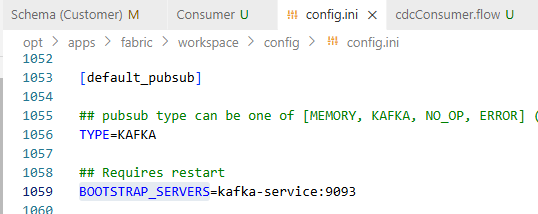 Schema (Customer) M
Consumer U
config.ini ×
cdcConsumer.flow U
opt > apps > fabric > workspace > config > config.ini
1052
1053 [default_pubsub]
1054
1055 ## pubsub type can be one of [MEMORY, KAFKA, NO_OP, ERROR] (
1056 TYPE=KAFKA
1057
1058 ## Requires restart
1059 BOOTSTRAP_SERVERS=kafka-service:9093
1060